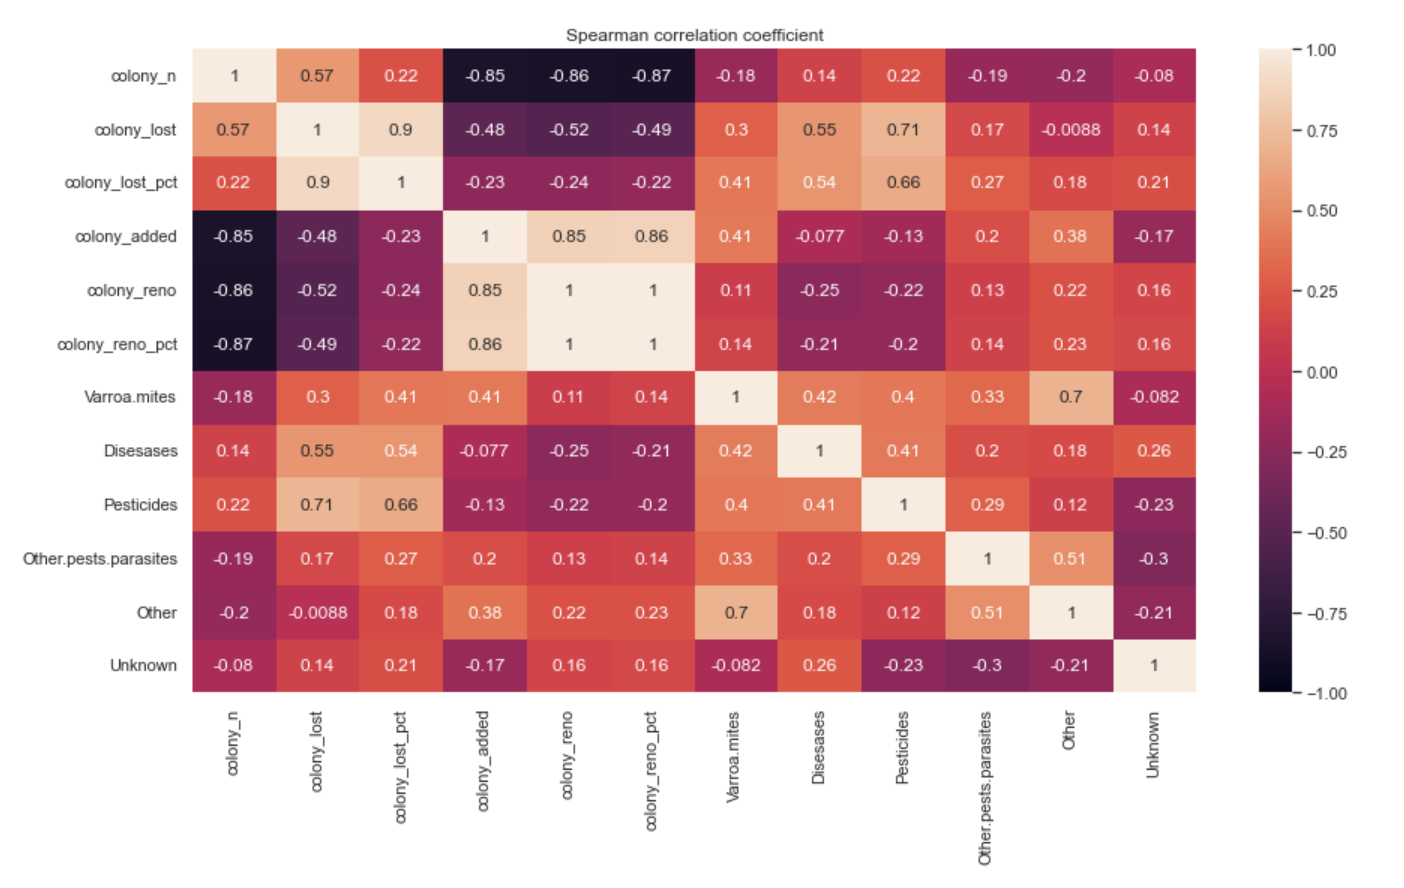 Spearman correlation coefficient
colony_n 1 0.57 0.22 -0.85 -0.86 -0.87 -0.18 0.14 0.22 -0.19 -0.2 -0.08
colony_lost 0.57 1 0.9 -0.48 -0.52 -0.49 0.3 0.55 0.71 0.17 -0.0088 0.14
colony_lost_pct 0.22 0.9 1 -0.23 -0.24 -0.22 0.41 0.54 0.66 0.27 0.18 0.21
colony_added -0.85 -0.48 -0.23 1 0.85 0.86 0.41 -0.077 -0.13 0.2 0.38 -0.17
colony_reno -0.86 -0.52 -0.24 0.85 1 1 0.11 -0.25 -0.22 0.13 0.22 0.16
colony_reno_pct -0.87 -0.49 -0.22 0.86 1 1 0.14 -0.21 -0.2 0.14 0.23 0.16
Varroa.mites -0.18 0.3 0.41 0.41 0.11 0.14 1 0.42 0.4 0.33 0.7 -0.082
Disesases 0.14 0.55 0.54 -0.077 -0.25 -0.21 0.42 1 0.41 0.2 0.18 0.26
Pesticides 0.22 0.71 0.66 -0.13 -0.22 -0.2 0.4 0.41 1 0.29 0.12 -0.23
Other.pests.parasites -0.19 0.17 0.27 0.2 0.13 0.14 0.33 0.2 0.29 1 0.51 -0.3
Other -0.2 -0.0088 0.18 0.38 0.22 0.23 0.7 0.18 0.12 0.51 1 -0.21
Unknown -0.08 0.14 0.21 -0.17 0.16 0.16 -0.082 0.26 -0.23 -0.3 -0.21 1
colony_n
colony_lost
colony_lost_pct
colony_added
colony_reno
colony_reno_pct
Varroa.mites
Disesases
Pesticides
Other.pests.parasites
Other
Unknown
1.00
0.75
0.50
0.25
0.00
−0.25
−0.50
−0.75
−1.00